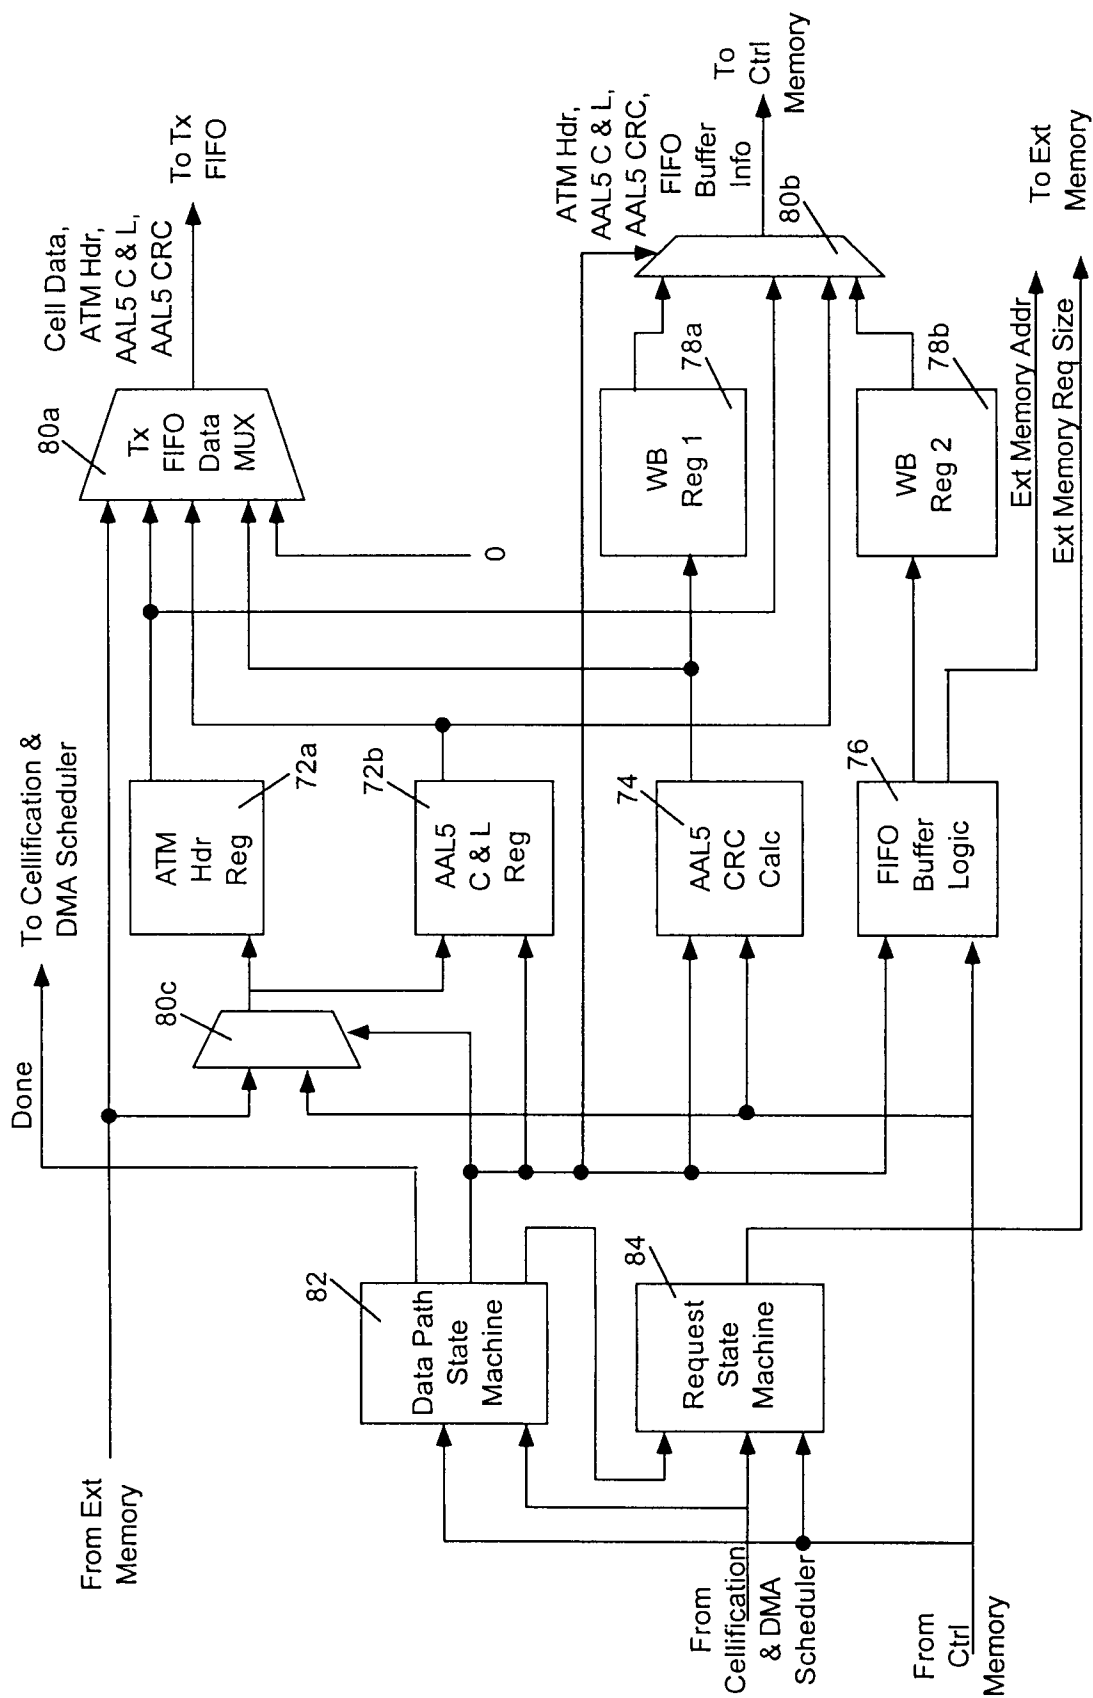 To Cellification &
DMA Scheduler
Done
From Ext
Memory
80a
Tx
FIFO
Data
MUX
Cell Data,
ATM Hdr,
AAL5 C & L,
AAL5 CRC
To Tx
FIFO
0
80c
ATM
Hdr
Reg
72a
AAL5
C & L
Reg
72b
82
Data Path
State
Machine
84
Request
State
Machine
From
Cellification
& DMA
Scheduler
From
Ctrl
Memory
74
AAL5
CRC
Calc
76
FIFO
Buffer
Logic
WB
Reg 1
78a
WB
Reg 2
78b
ATM Hdr,
AAL5 C & L,
AAL5 CRC,
FIFO
Buffer
Info
80b
To
Ctrl
Memory
Ext Memory Addr
Ext Memory Req Size
To Ext
Memory